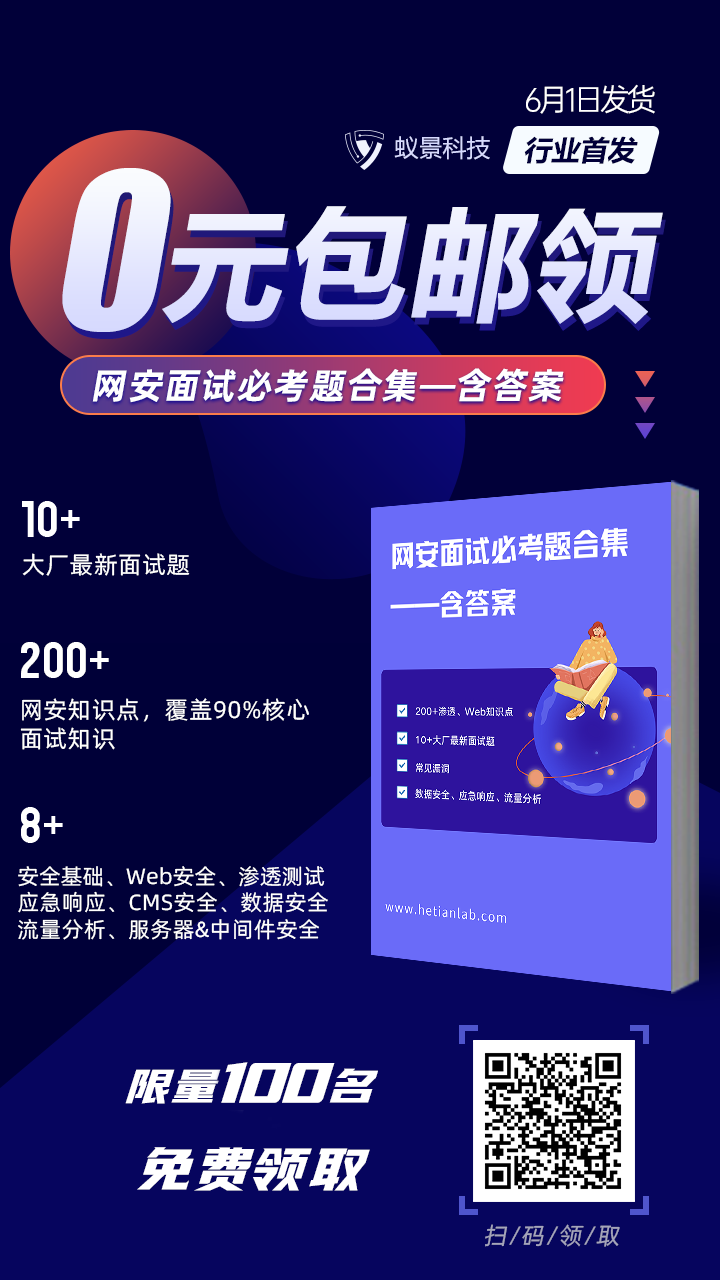 6月1日发货
蚁景科技
行业首发
0元包邮领
网安面试必考题合集—含答案
10+
大厂最新面试题
200+
网安知识点，覆盖90%核心
面试知识
8+
安全基础、Web安全、渗透测试
应急响应、CMS安全、数据安全
流量分析、服务器&中间件安全
网安面试必考题合集
——含答案
200+渗透、Web知识点
10+大厂最新面试题
常见漏洞
数据安全、应急响应、流量分析
www.hetianlab.com
限量100名
免费领取
扫/码/领/取